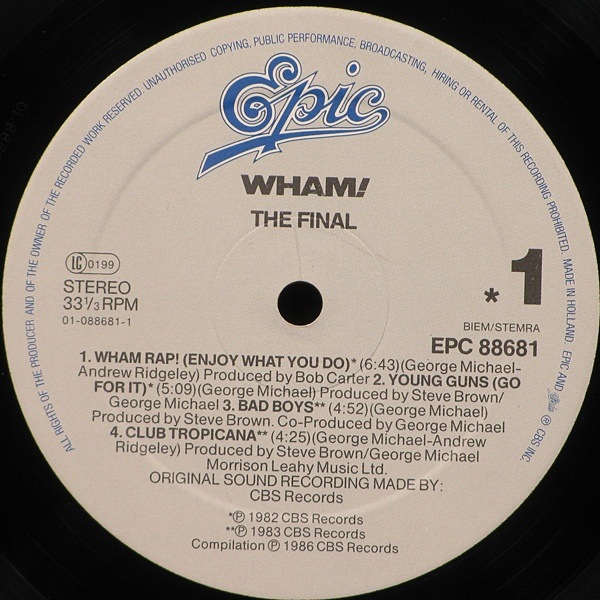 ALL RIGHTS OF THE PRODUCER AND OF THE OWNER OF THE RECORDED WORK RESERVED. UNAUTHORISED COPYING, PUBLIC PERFORMANCE, BROADCASTING, HIRING OR RENTAL OF THIS RECORDING PROHIBITED. MADE IN HOLLAND EPIC AND ® CBS INC.
Epic
WHAM!
THE FINAL
LC 0199
STEREO
33⅓ RPM
01-088681-1
* 1
BIEM/STEMRA
EPC 88681
1. WHAM RAP! (ENJOY WHAT YOU DO)* (6:43)(George Michael-
Andrew Ridgeley) Produced by Bob Carter 2. YOUNG GUNS (GO
FOR IT)* (5:09)(George Michael) Produced by Steve Brown/
George Michael 3. BAD BOYS** (4:52)(George Michael)
Produced by Steve Brown. Co-Produced by George Michael
4. CLUB TROPICANA** (4:25)(George Michael-Andrew
Ridgeley) Produced by Steve Brown/George Michael
Morrison Leahy Music Ltd.
ORIGINAL SOUND RECORDING MADE BY:
CBS Records
*℗ 1982 CBS Records
**℗ 1983 CBS Records
Compilation ℗ 1986 CBS Records